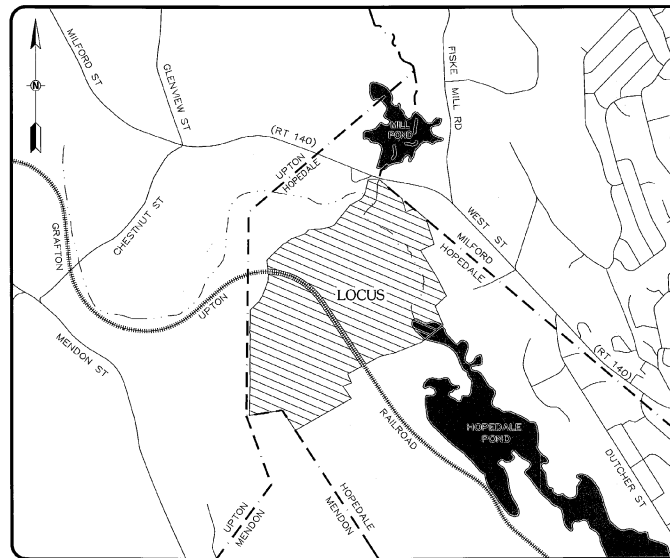 MILFORD ST
GLENVIEW ST
FISKE MILL RD
N
(RT 140)
MILL
POND
UPTON
HOPEDALE
CHESTNUT ST
GRAFTON
UPTON
WEST ST
MILFORD
HOPEDALE
LOCUS
MENDON ST
(RT 140)
RAILROAD
HOPEDALE
POND
DUTCHER ST
UPTON
MENDON
HOPEDALE
MENDON